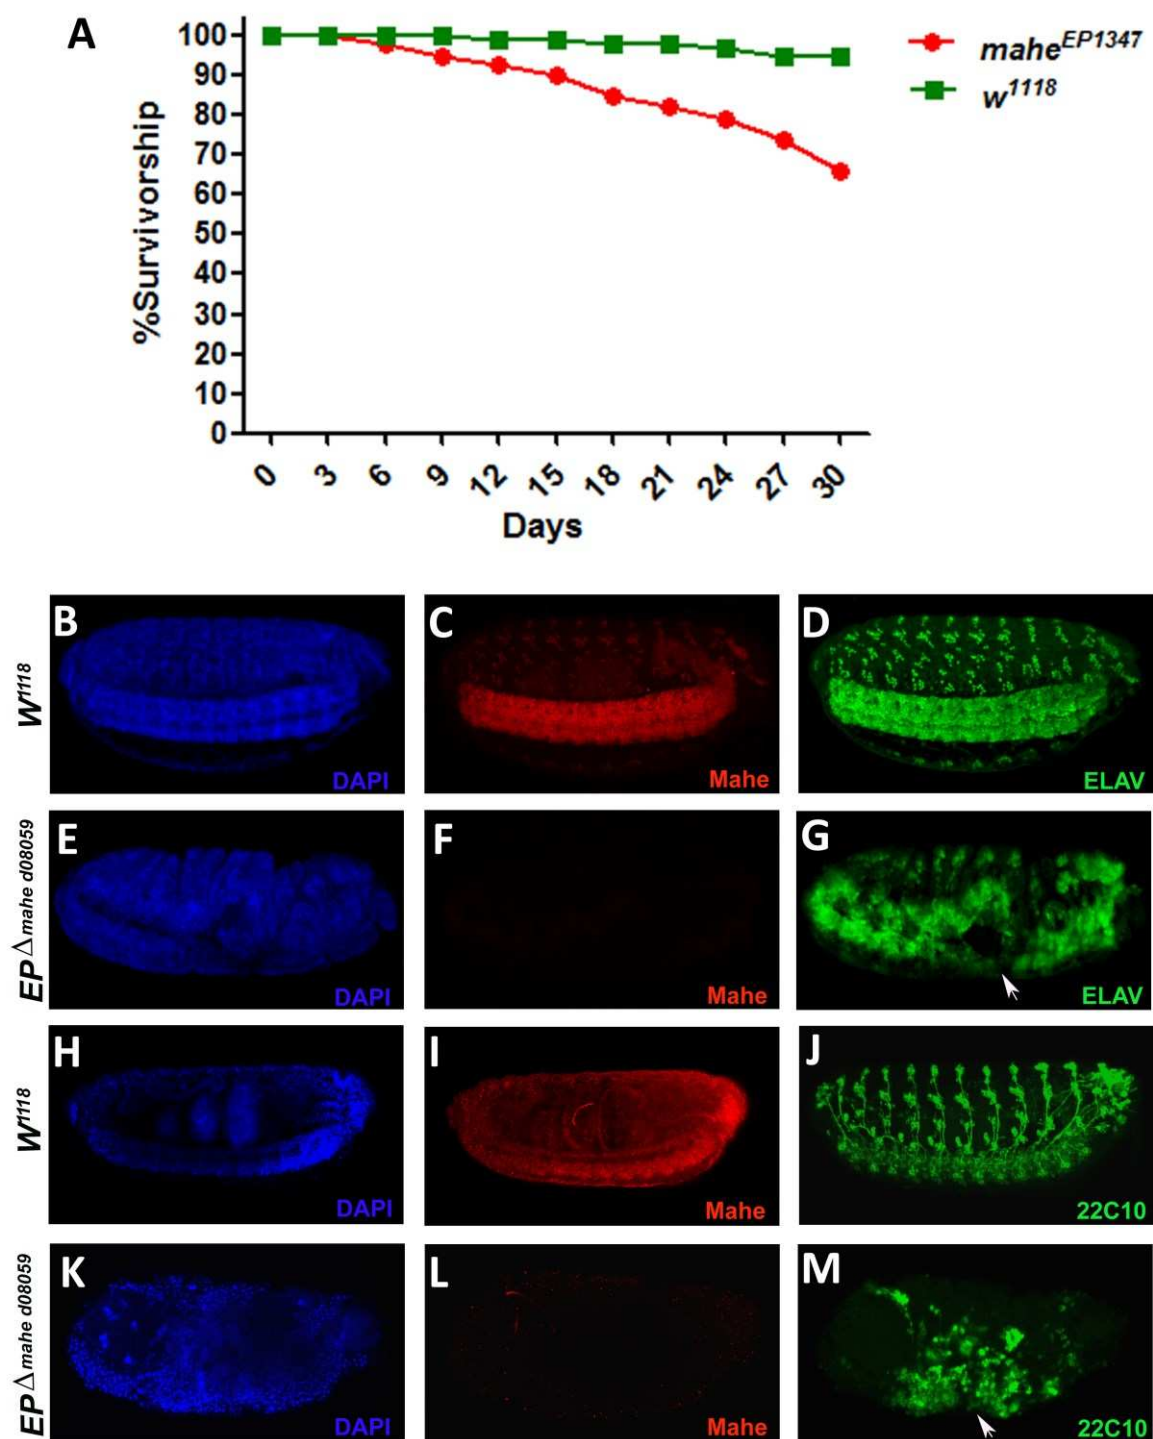 A
%Survivorship
100
90
80
70
60
50
40
30
20
10
0
0 3 6 9 12 15 18 21 24 27 30
Days
mahe^EP1347
w^1118
W^1118
B DAPI
C Mahe
D ELAV
EP^Δmahe d08059
E DAPI
F Mahe
G ELAV
W^1118
H DAPI
I Mahe
J 22C10
EP^Δmahe d08059
K DAPI
L Mahe
M 22C10